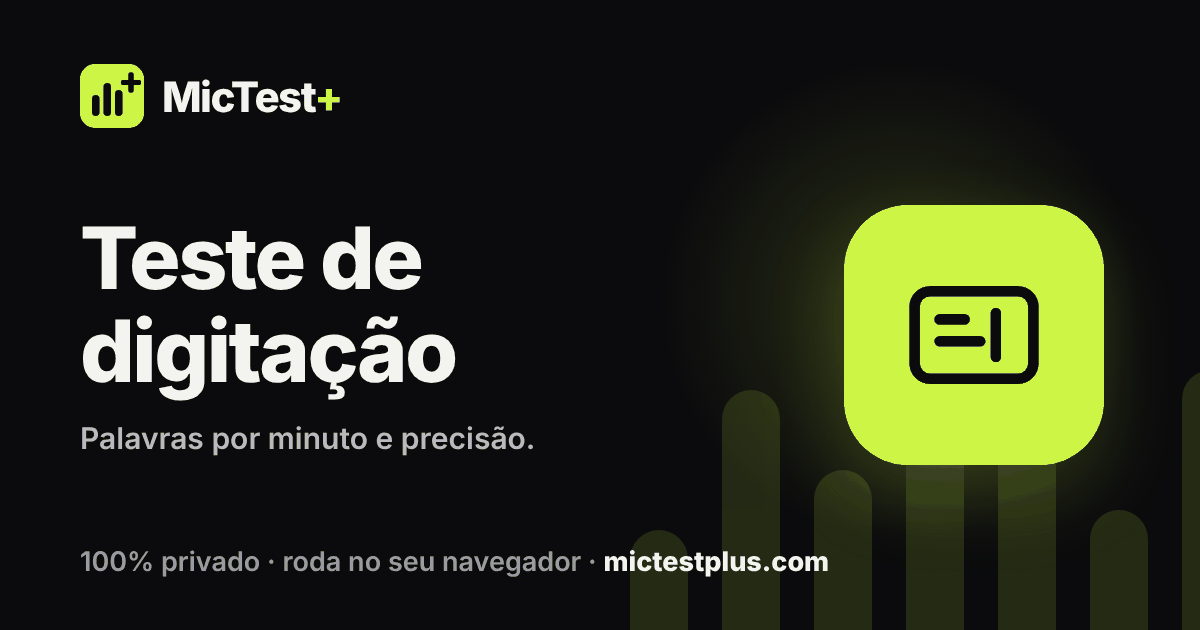 MicTest+
Teste de
digitação
Palavras por minuto e precisão.
100% privado · roda no seu navegador · mictestplus.com